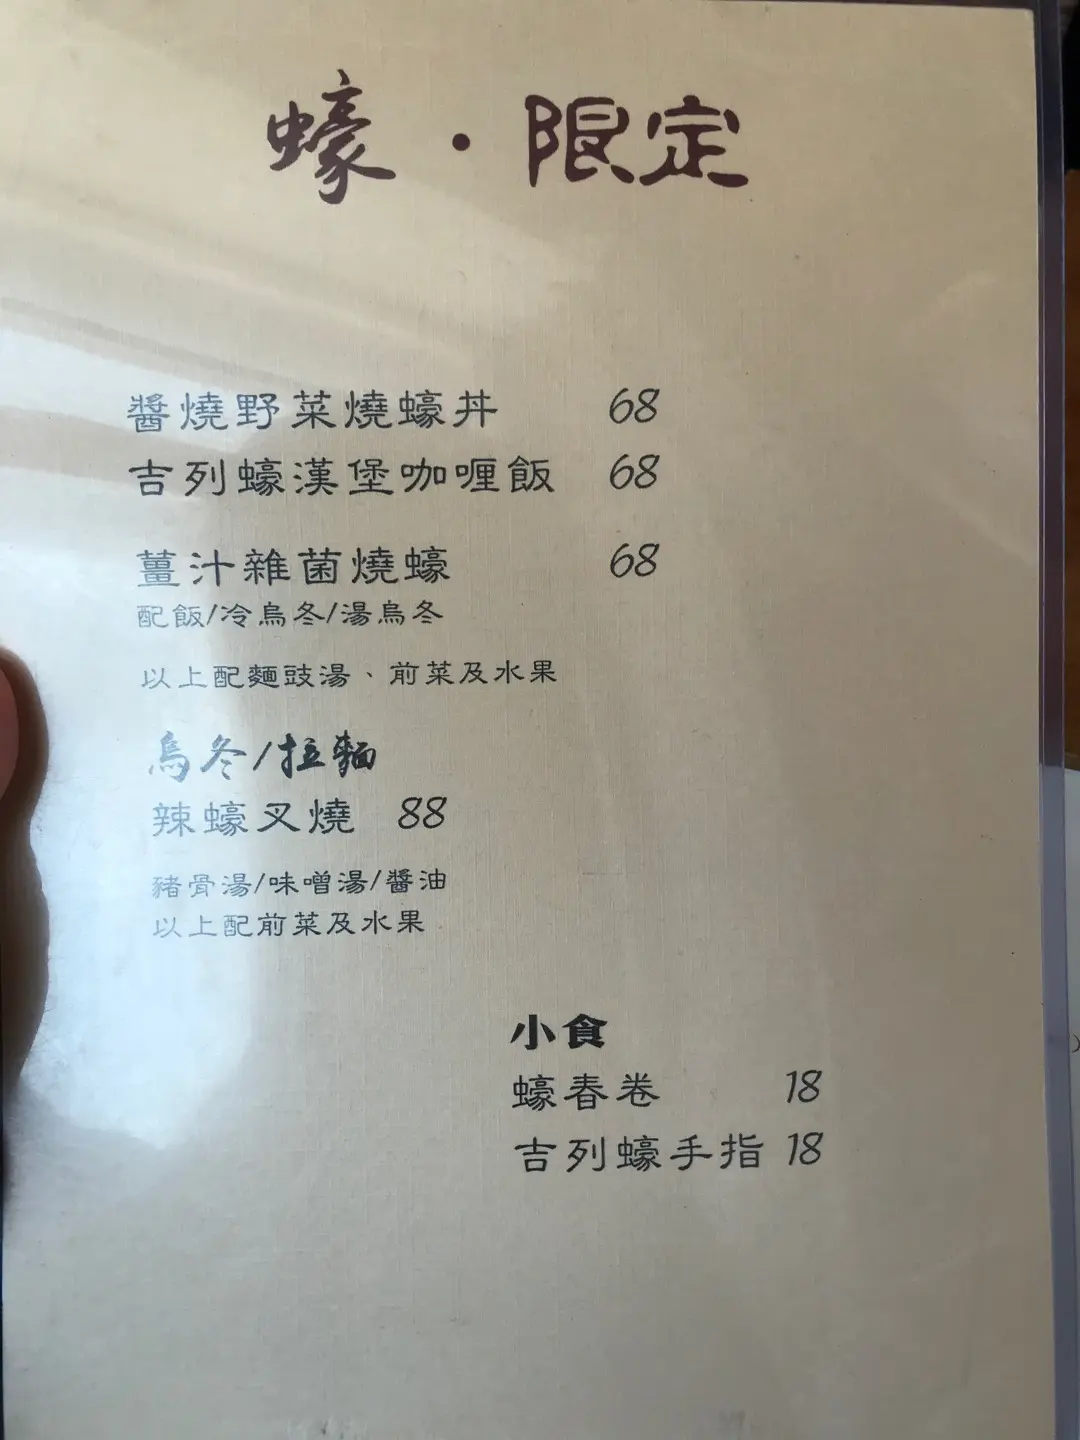 蠔·限定
醬燒野菜燒蠔丼 68
吉列蠔漢堡咖喱飯 68
薑汁雜菌燒蠔 68
配飯/冷烏冬/湯烏冬
以上配麵豉湯、前菜及水果
烏冬/拉麵
辣蠔叉燒 88
豬骨湯/味噌湯/醬油
以上配前菜及水果
小食
蠔春卷 18
吉列蠔手指 18